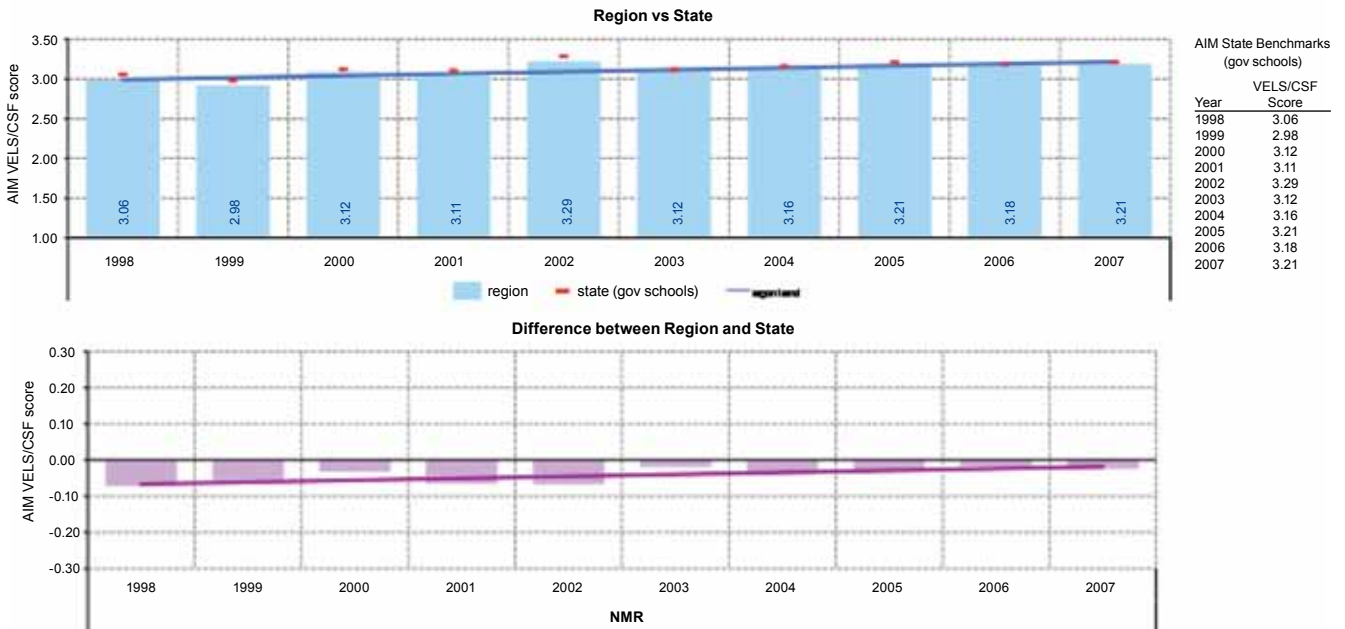 Region vs State
AIM VELS/CSF score
3.50
3.00
2.50
2.00
1.50
1.00
3.06
2.98
3.12
3.11
3.29
3.12
3.16
3.21
3.18
3.21
1998 1999 2000 2001 2002 2003 2004 2005 2006 2007
region state (gov schools)
AIM State Benchmarks
(gov schools)
VELS/CSF
Year Score
1998 3.06
1999 2.98
2000 3.12
2001 3.11
2002 3.29
2003 3.12
2004 3.16
2005 3.21
2006 3.18
2007 3.21
Difference between Region and State
AIM VELS/CSF score
0.30
0.20
0.10
0.00
-0.10
-0.20
-0.30
1998 1999 2000 2001 2002 2003 2004 2005 2006 2007
NMR